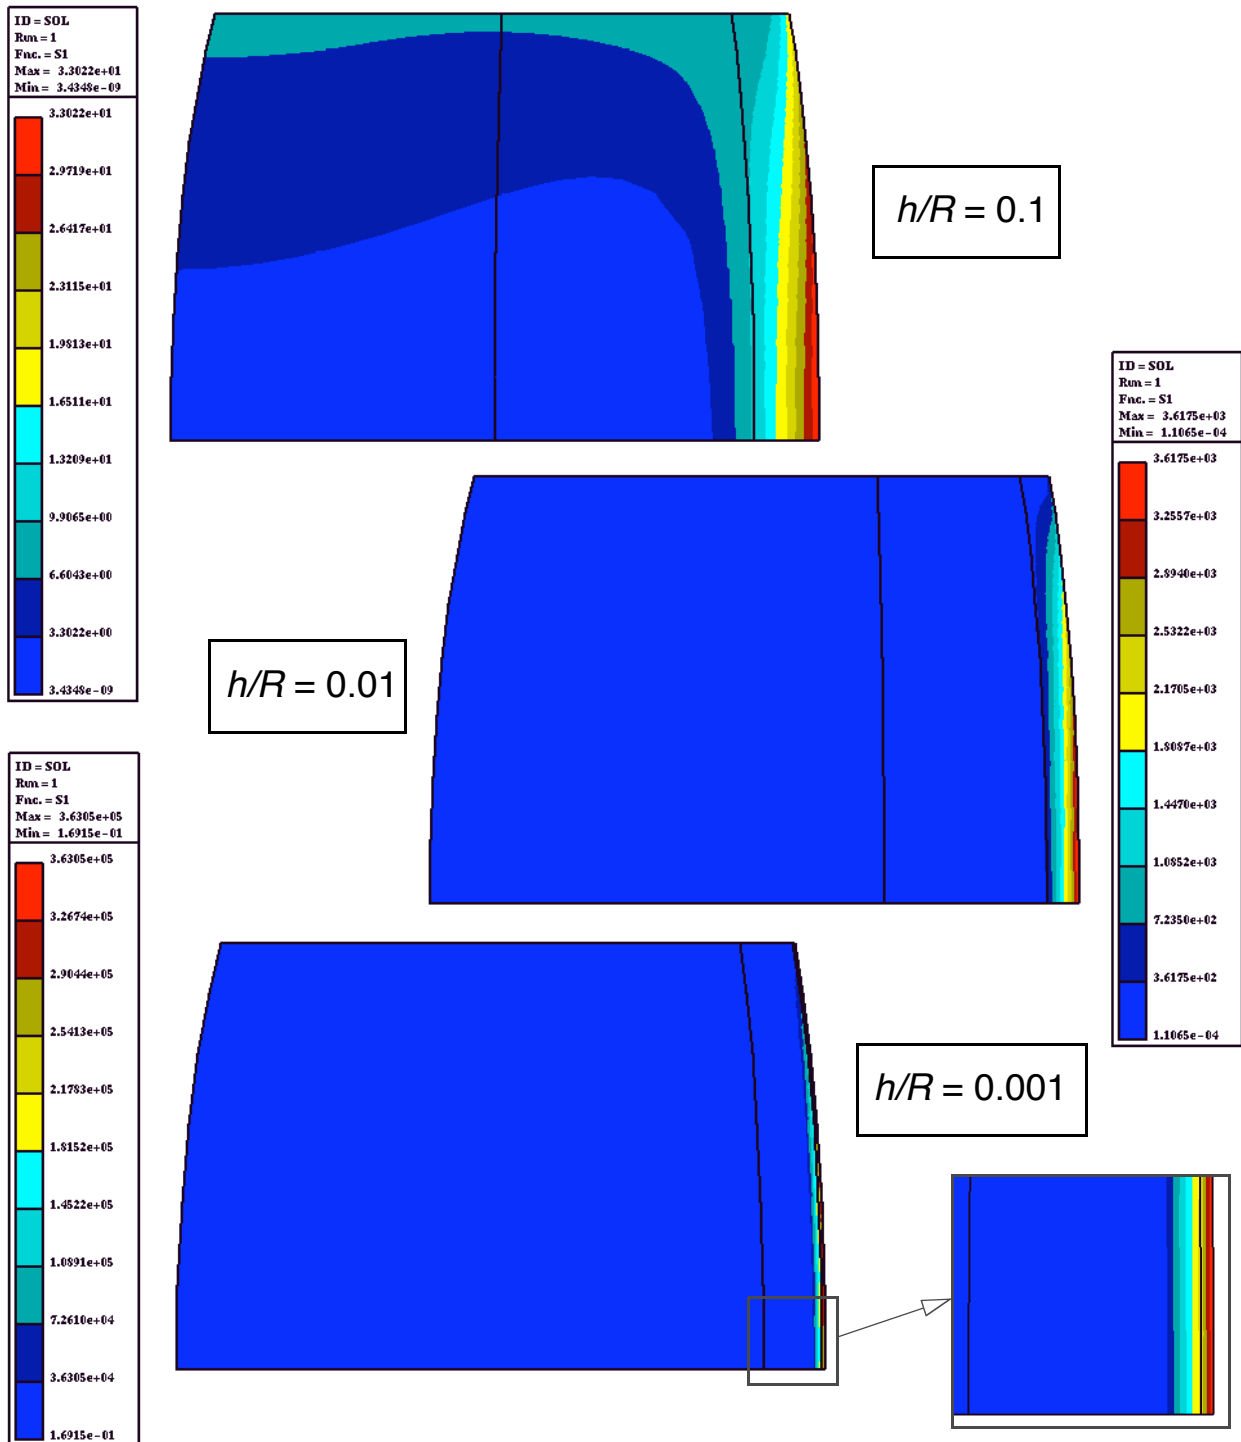 ID = SOL
Run = 1
Fnc. = S1
Max = 3.3022e+01
Min = 3.4348e-09
3.3022e+01
2.9719e+01
2.6417e+01
2.3115e+01
1.9813e+01
1.6511e+01
1.3209e+01
9.9065e+00
6.6043e+00
3.3022e+00
3.4348e-09
h/R = 0.1
ID = SOL
Run = 1
Fnc. = S1
Max = 3.6175e+03
Min = 1.1065e-04
3.6175e+03
3.2557e+03
2.8940e+03
2.5322e+03
2.1705e+03
1.8087e+03
1.4470e+03
1.0852e+03
7.2350e+02
3.6175e+02
1.1065e-04
h/R = 0.01
ID = SOL
Run = 1
Fnc. = S1
Max = 3.6305e+05
Min = 1.6915e-01
3.6305e+05
3.2674e+05
2.9044e+05
2.5413e+05
2.1783e+05
1.8152e+05
1.4522e+05
1.0891e+05
7.2610e+04
3.6305e+04
1.6915e-01
h/R = 0.001